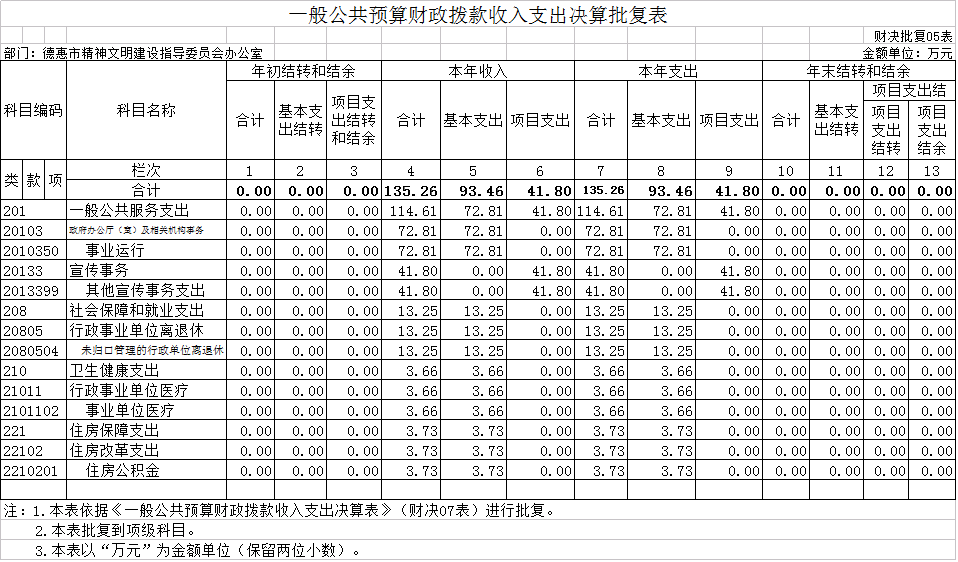 一般公共预算财政拨款收入支出决算批复表
财决批复05表
部门：德惠市精神文明建设指导委员会办公室 金额单位：万元
科目编码 科目名称 年初结转和结余 本年收入 本年支出 年末结转和结余
合计 基本支出结转 项目支出结转和结余 合计 基本支出 项目支出 合计 基本支出 项目支出 合计 基本支出结转 项目支出结
项目支出结转 项目支出结余
类 款 项 栏次 1 2 3 4 5 6 7 8 9 10 11 12 13
合计 0.00 0.00 0.00 135.26 93.46 41.80 135.26 93.46 41.80 0.00 0.00 0.00 0.00
201 一般公共服务支出 0.00 0.00 0.00 114.61 72.81 41.80 114.61 72.81 41.80 0.00 0.00 0.00 0.00
20103 政府办公厅（室）及相关机构事务 0.00 0.00 0.00 72.81 72.81 0.00 72.81 72.81 0.00 0.00 0.00 0.00 0.00
2010350 事业运行 0.00 0.00 0.00 72.81 72.81 0.00 72.81 72.81 0.00 0.00 0.00 0.00 0.00
20133 宣传事务 0.00 0.00 0.00 41.80 0.00 41.80 41.80 0.00 41.80 0.00 0.00 0.00 0.00
2013399 其他宣传事务支出 0.00 0.00 0.00 41.80 0.00 41.80 41.80 0.00 41.80 0.00 0.00 0.00 0.00
208 社会保障和就业支出 0.00 0.00 0.00 13.25 13.25 0.00 13.25 13.25 0.00 0.00 0.00 0.00 0.00
20805 行政事业单位离退休 0.00 0.00 0.00 13.25 13.25 0.00 13.25 13.25 0.00 0.00 0.00 0.00 0.00
2080504 未归口管理的行政单位离退休 0.00 0.00 0.00 13.25 13.25 0.00 13.25 13.25 0.00 0.00 0.00 0.00 0.00
210 卫生健康支出 0.00 0.00 0.00 3.66 3.66 0.00 3.66 3.66 0.00 0.00 0.00 0.00 0.00
21011 行政事业单位医疗 0.00 0.00 0.00 3.66 3.66 0.00 3.66 3.66 0.00 0.00 0.00 0.00 0.00
2101102 事业单位医疗 0.00 0.00 0.00 3.66 3.66 0.00 3.66 3.66 0.00 0.00 0.00 0.00 0.00
221 住房保障支出 0.00 0.00 0.00 3.73 3.73 0.00 3.73 3.73 0.00 0.00 0.00 0.00 0.00
22102 住房改革支出 0.00 0.00 0.00 3.73 3.73 0.00 3.73 3.73 0.00 0.00 0.00 0.00 0.00
2210201 住房公积金 0.00 0.00 0.00 3.73 3.73 0.00 3.73 3.73 0.00 0.00 0.00 0.00 0.00
注：1.本表依据《一般公共预算财政拨款收入支出决算表》（财决07表）进行批复。
2.本表批复到项级科目。
3.本表以“万元”为金额单位（保留两位小数）。